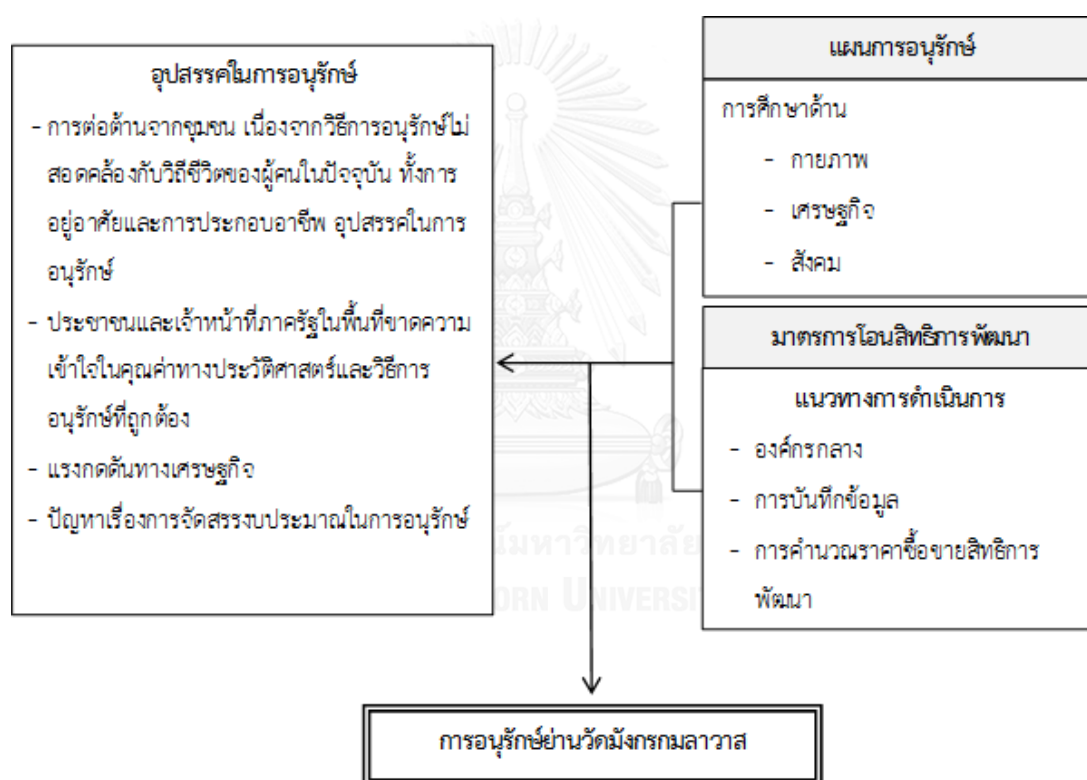 อุปสรรคในการอนุรักษ์
- การต่อต้านจากชุมชน เนื่องจากวิธีการอนุรักษ์ไม่
สอดคล้องกับวิถีชีวิตของผู้คนในปัจจุบัน ทั้งการ
อยู่อาศัยและการประกอบอาชีพ อุปสรรคในการ
อนุรักษ์
- ประชาชนและเจ้าหน้าที่ภาครัฐในพื้นที่ขาดความ
เข้าใจในคุณค่าทางประวัติศาสตร์และวิธีการ
อนุรักษ์ที่ถูกต้อง
- แรงกดดันทางเศรษฐกิจ
- ปัญหาเรื่องการจัดสรรงบประมาณในการอนุรักษ์
แผนการอนุรักษ์
การศึกษาด้าน
- กายภาพ
- เศรษฐกิจ
- สังคม
มาตรการโอนสิทธิการพัฒนา
แนวทางการดำเนินการ
- องค์กรกลาง
- การบันทึกข้อมูล
- การคำนวณราคาซื้อขายสิทธิการ
พัฒนา
การอนุรักษ์ย่านวัดมังกรกมลาวาส